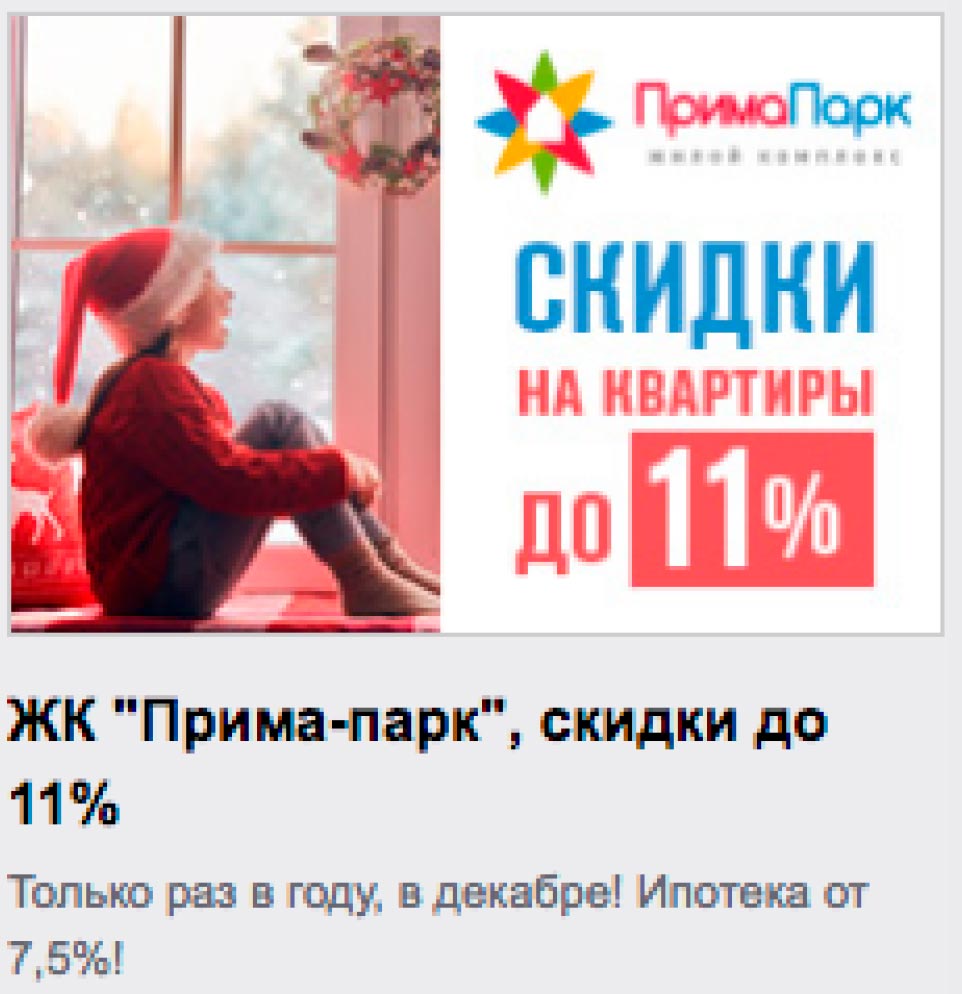 ПримаПарк
жилой комплекс
СКИДКИ
НА КВАРТИРЫ
ДО 11%
ЖК "Прима-парк", скидки до
11%
Только раз в году, в декабре! Ипотека от
7,5%!